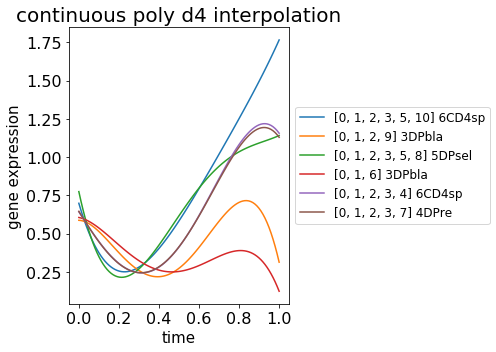 continuous poly d4 interpolation
gene expression
1.75
1.50
1.25
1.00
0.75
0.50
0.25
0.0 0.2 0.4 0.6 0.8 1.0
time
[0, 1, 2, 3, 5, 10] 6CD4sp
[0, 1, 2, 9] 3DPbla
[0, 1, 2, 3, 5, 8] 5DPsel
[0, 1, 6] 3DPbla
[0, 1, 2, 3, 4] 6CD4sp
[0, 1, 2, 3, 7] 4DPre